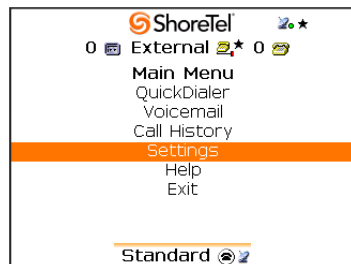 ShoreTel
0 External 0
Main Menu
QuickDialer
Voicemail
Call History
Settings
Help
Exit
Standard